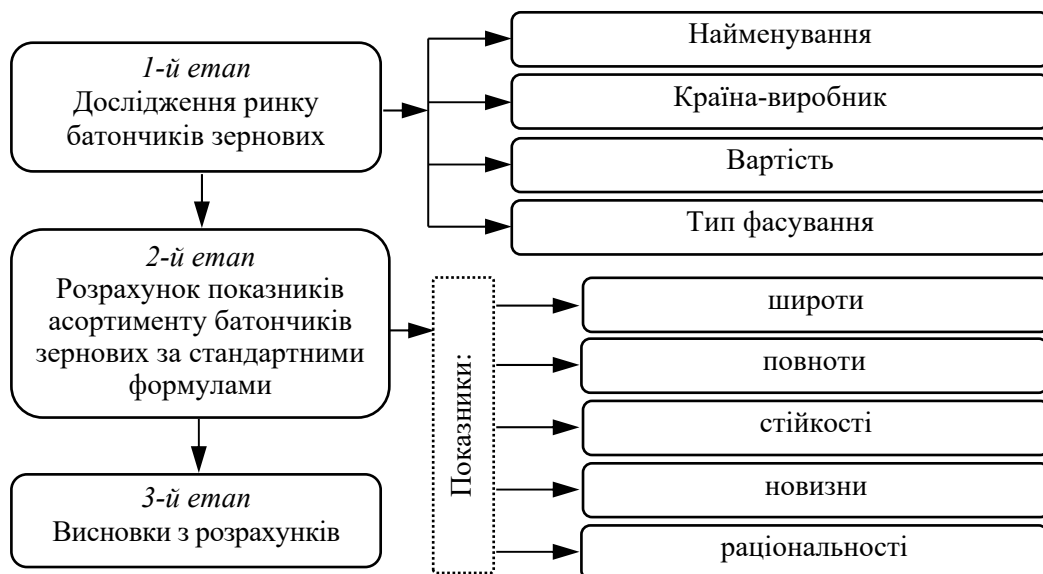 1-й етап
Дослідження ринку
батончиків зернових
Найменування
Країна-виробник
Вартість
Тип фасування
2-й етап
Розрахунок показників
асортименту батончиків
зернових за стандартними
формулами
Показники:
широти
повноти
стійкості
новизни
раціональності
3-й етап
Висновки з розрахунків